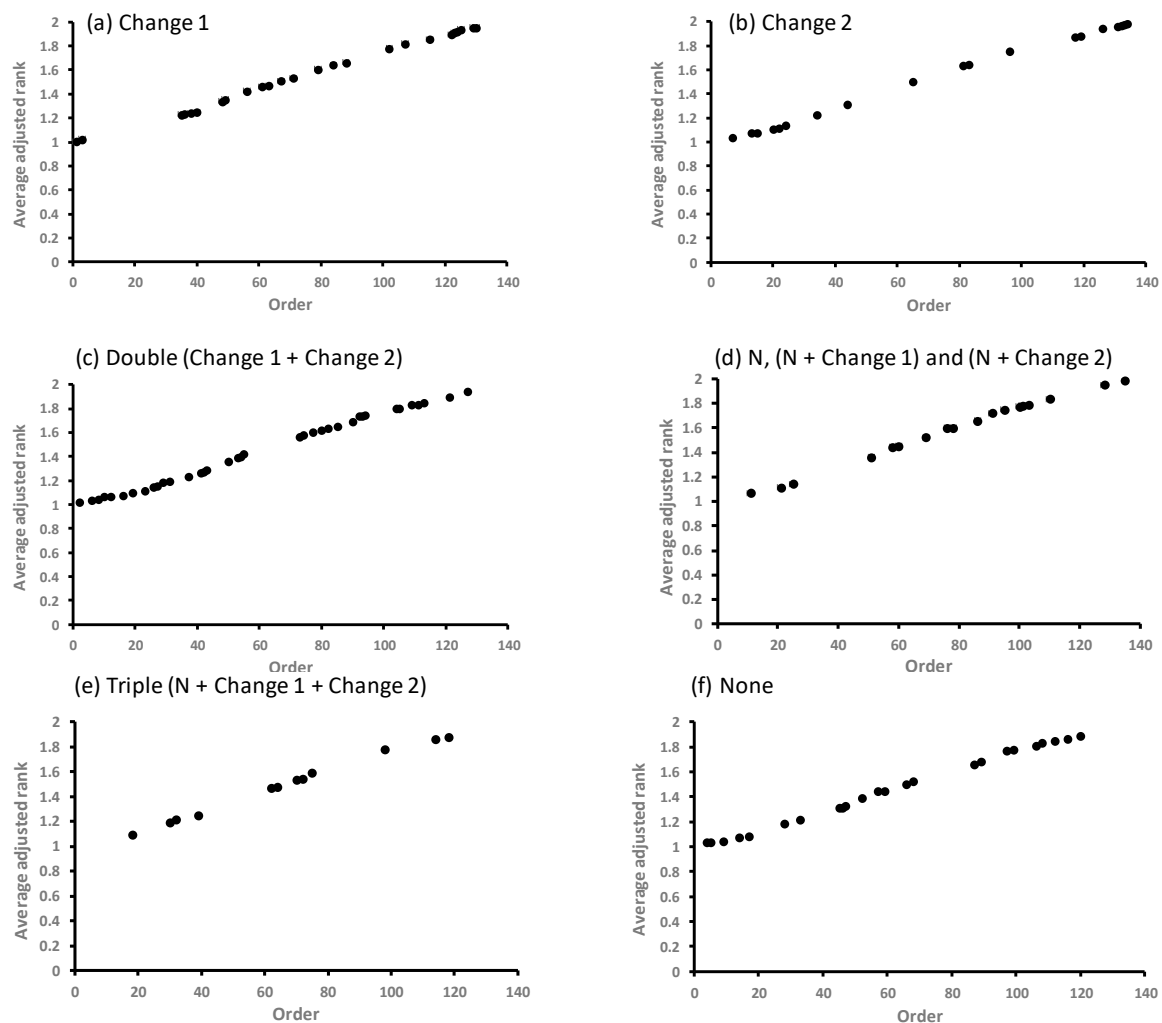 (a) Change 1
Average adjusted rank
2
1.8
1.6
1.4
1.2
1
0.8
0.6
0.4
0.2
0
0 20 40 60 80 100 120 140
Order
(b) Change 2
Average adjusted rank
2
1.8
1.6
1.4
1.2
1
0.8
0.6
0.4
0.2
0
0 20 40 60 80 100 120 140
Order
(c) Double (Change 1 + Change 2)
Average adjusted rank
2
1.8
1.6
1.4
1.2
1
0.8
0.6
0.4
0.2
0
0 20 40 60 80 100 120 140
Order
(d) N, (N + Change 1) and (N + Change 2)
Average adjusted rank
2
1.8
1.6
1.4
1.2
1
0.8
0.6
0.4
0.2
0
0 20 40 60 80 100 120 140
Order
(e) Triple (N + Change 1 + Change 2)
Average adjusted rank
2
1.8
1.6
1.4
1.2
1
0.8
0.6
0.4
0.2
0
0 20 40 60 80 100 120 140
Order
(f) None
Average adjusted rank
2
1.8
1.6
1.4
1.2
1
0.8
0.6
0.4
0.2
0
0 20 40 60 80 100 120 140
Order